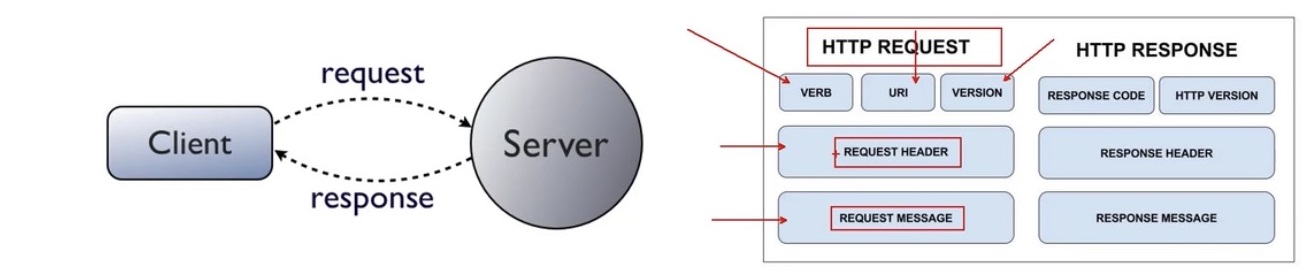 request
Client
Server
response
HTTP REQUEST
VERB
URI
VERSION
REQUEST HEADER
REQUEST MESSAGE
HTTP RESPONSE
RESPONSE CODE
HTTP VERSION
RESPONSE HEADER
RESPONSE MESSAGE